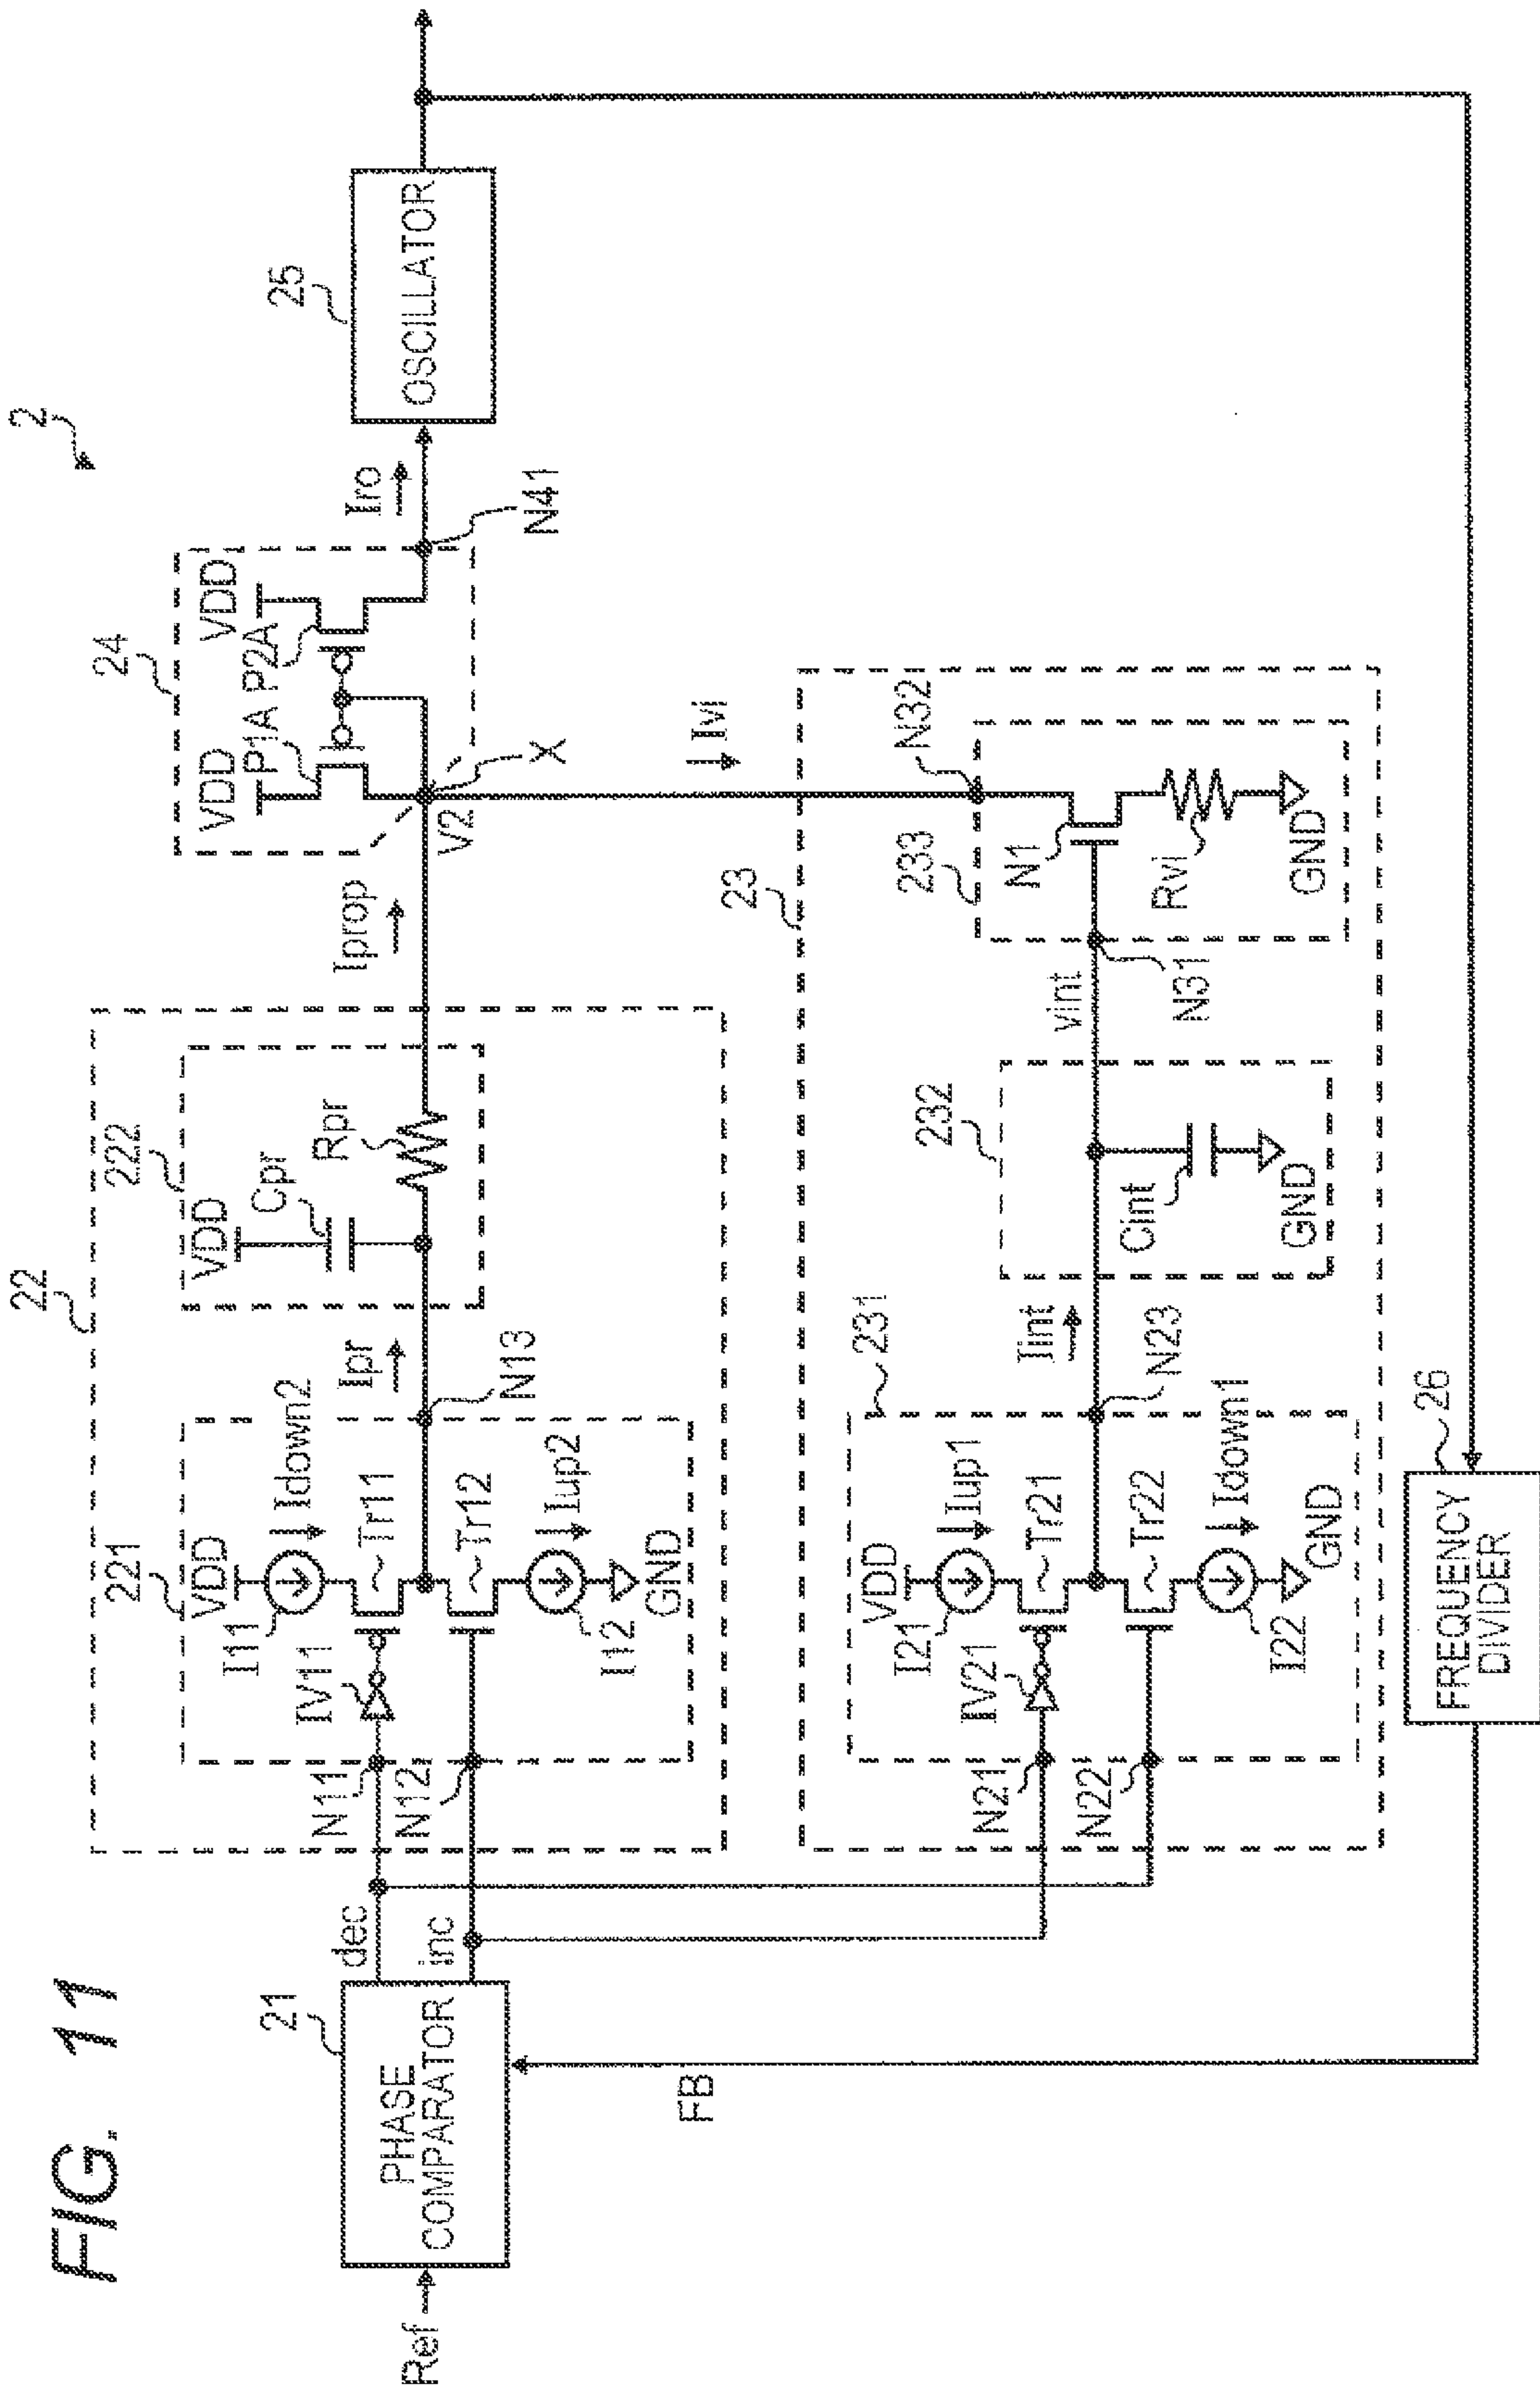 FIG. 11
2
Ref
PHASE
COMPARATOR
21
dec
inc
FB
22
221
N11
N12
IV11
I11
VDD
Idown2
Tr11
Tr12
Iup2
I12
GND
N13
Ipr
222
VDD
Cpr
Rpr
Iprop
24
VDD
P1A
P2A
VDD
V2
X
N41
Iro
25
OSCILLATOR
Ivi
23
231
N21
N22
IV21
I21
VDD
Iup1
Tr21
Tr22
Idown1
I22
GND
N23
Iint
232
Cint
GND
vint
N31
233
N32
N1
Rvi
GND
26
FREQUENCY
DIVIDER